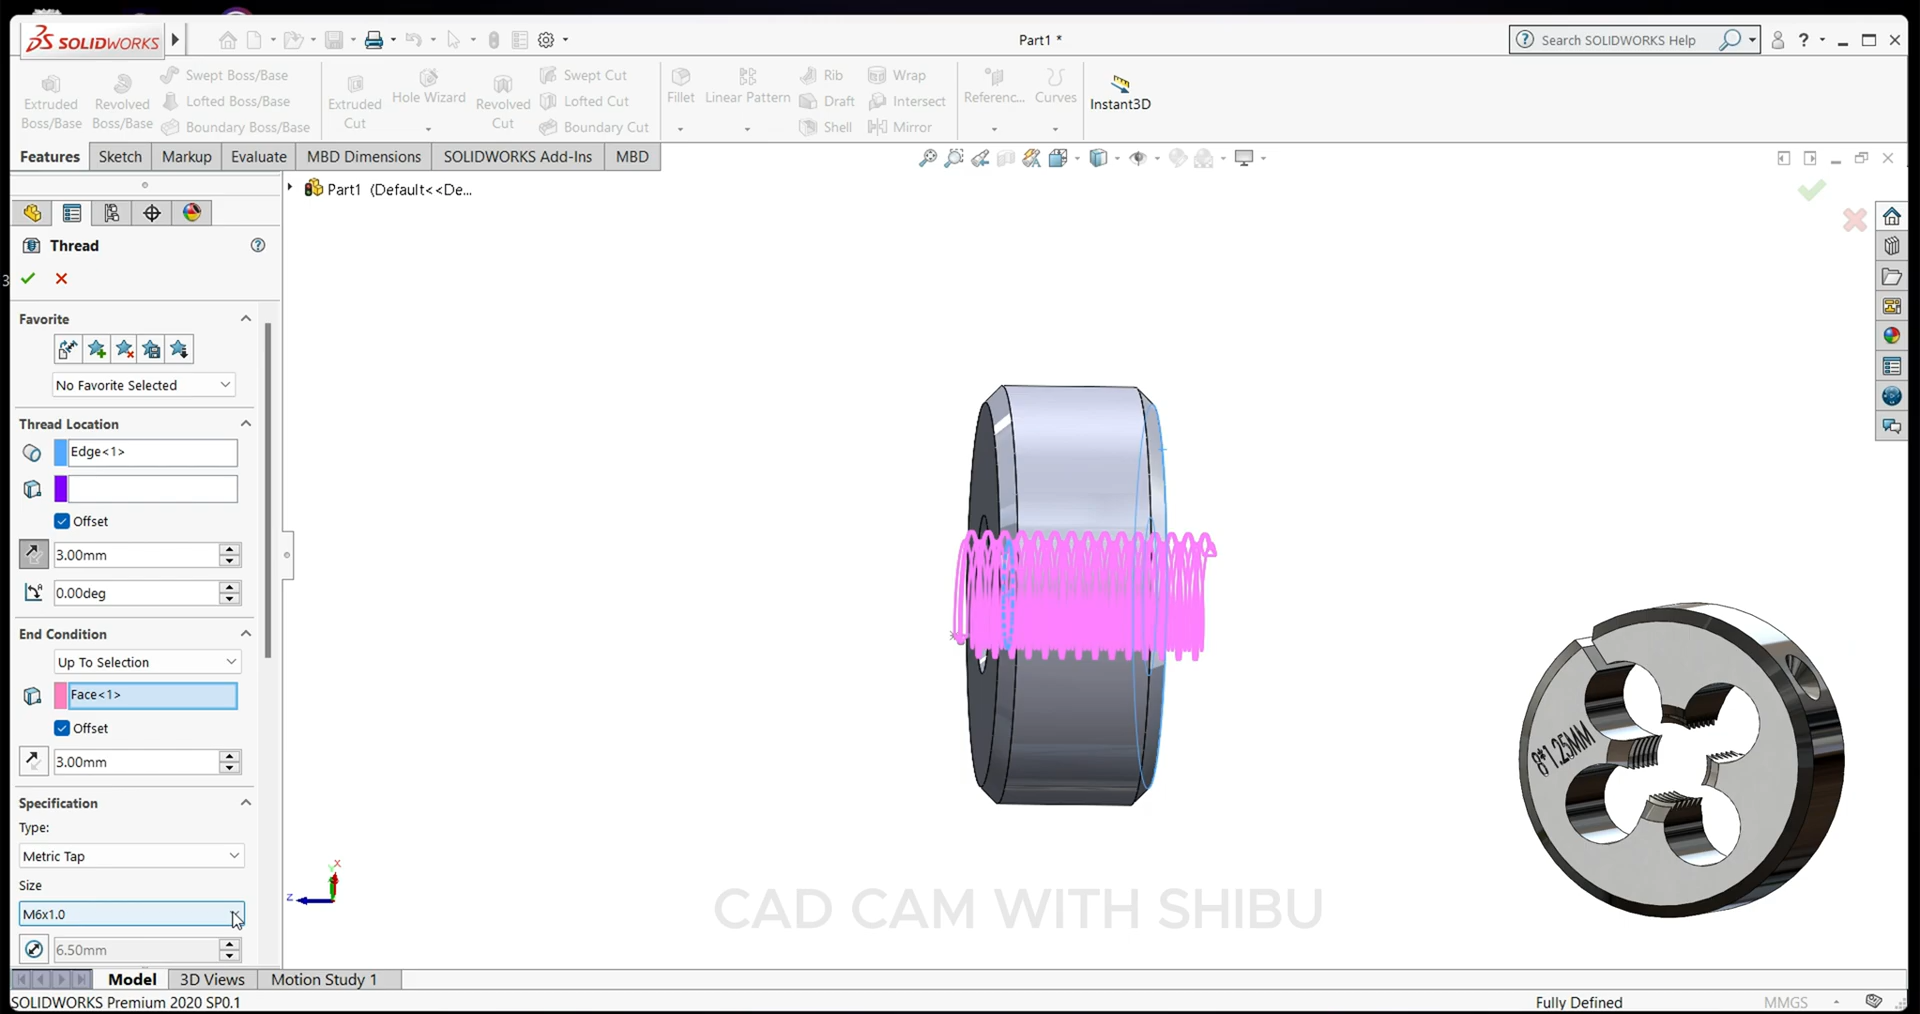 SOLIDWORKS
Part1 *
Search SOLIDWORKS Help
Extruded Boss/Base
Revolved Boss/Base
Swept Boss/Base
Lofted Boss/Base
Boundary Boss/Base
Extruded Cut
Hole Wizard
Revolved Cut
Swept Cut
Lofted Cut
Boundary Cut
Fillet
Linear Pattern
Rib
Draft
Shell
Wrap
Intersect
Mirror
Referenc...
Curves
Instant3D
Features
Sketch
Markup
Evaluate
MBD Dimensions
SOLIDWORKS Add-Ins
MBD
Part1 (Default<<De...
Thread
3
Favorite
No Favorite Selected
Thread Location
Edge<1>
Offset
3.00mm
0.00deg
End Condition
Up To Selection
Face<1>
Offset
3.00mm
Specification
Type:
Metric Tap
Size
M6x1.0
6.50mm
x
Y
z
8*1.25MM
CAD CAM WITH SHIBU
Model
3D Views
Motion Study 1
SOLIDWORKS Premium 2020 SP0.1
Fully Defined
MMGS